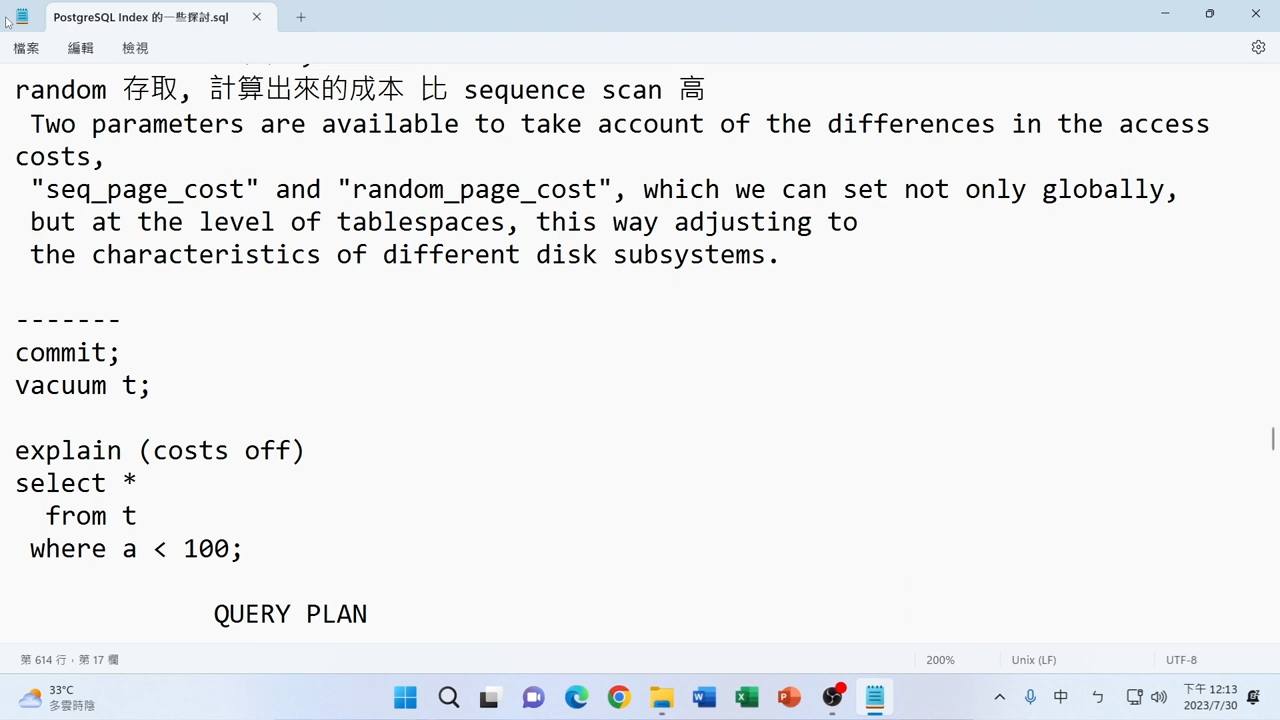 PostgreSQL Index 的一些探討.sql
檔案 編輯 檢視
random 存取, 計算出來的成本 比 sequence scan 高
Two parameters are available to take account of the differences in the access
costs,
"seq_page_cost" and "random_page_cost", which we can set not only globally,
but at the level of tablespaces, this way adjusting to
the characteristics of different disk subsystems.
-------
commit;
vacuum t;
explain (costs off)
select *
from t
where a < 100;
QUERY PLAN
第 614 行，第 17 欄 200% Unix (LF) UTF-8
33°C
多雲時陰
中
下午 12:13
2023/7/30